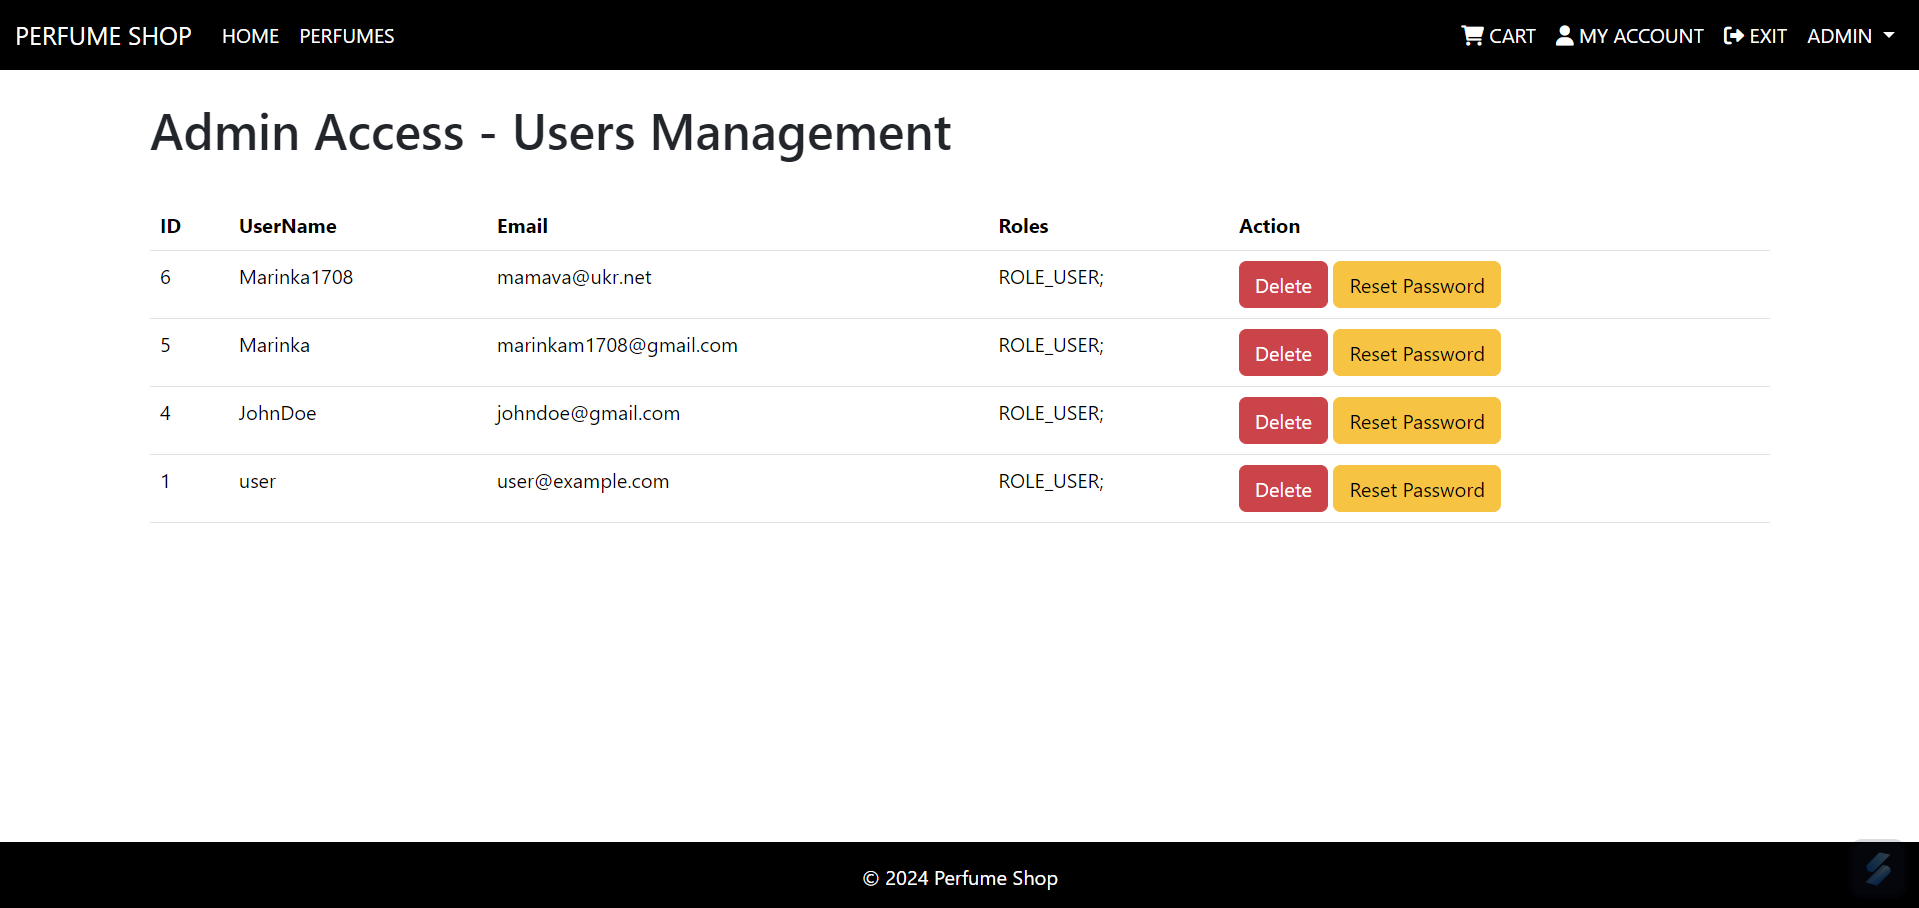 PERFUME SHOP HOME PERFUMES CART MY ACCOUNT EXIT ADMIN
Admin Access - Users Management
ID UserName Email Roles Action
6 Marinka1708 mamava@ukr.net ROLE_USER; Delete Reset Password
5 Marinka marinkam1708@gmail.com ROLE_USER; Delete Reset Password
4 JohnDoe johndoe@gmail.com ROLE_USER; Delete Reset Password
1 user user@example.com ROLE_USER; Delete Reset Password
© 2024 Perfume Shop